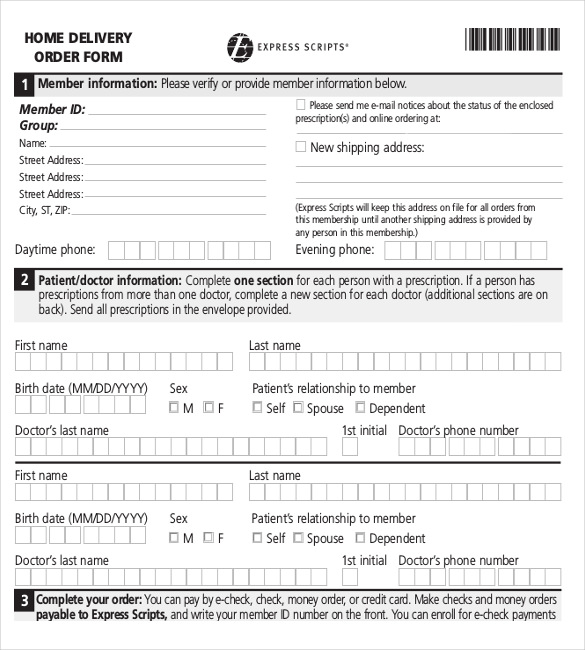 HOME DELIVERY
ORDER FORM
EXPRESS SCRIPTS®
1 Member information: Please verify or provide member information below.
Member ID:
Group:
Name:
Street Address:
Street Address:
Street Address:
City, ST, ZIP:
Please send me e-mail notices about the status of the enclosed
prescription(s) and online ordering at:
New shipping address:
(Express Scripts will keep this address on file for all orders from
this membership until another shipping address is provided by
any person in this membership.)
Daytime phone: Evening phone:
2 Patient/doctor information: Complete one section for each person with a prescription. If a person has
prescriptions from more than one doctor, complete a new section for each doctor (additional sections are on
back). Send all prescriptions in the envelope provided.
First name Last name
Birth date (MM/DD/YYYY) Sex Patient's relationship to member
M F Self Spouse Dependent
Doctor's last name 1st initial Doctor's phone number
First name Last name
Birth date (MM/DD/YYYY) Sex Patient's relationship to member
M F Self Spouse Dependent
Doctor's last name 1st initial Doctor's phone number
3 Complete your order: You can pay by e-check, check, money order, or credit card. Make checks and money orders
payable to Express Scripts, and write your member ID number on the front. You can enroll for e-check payments